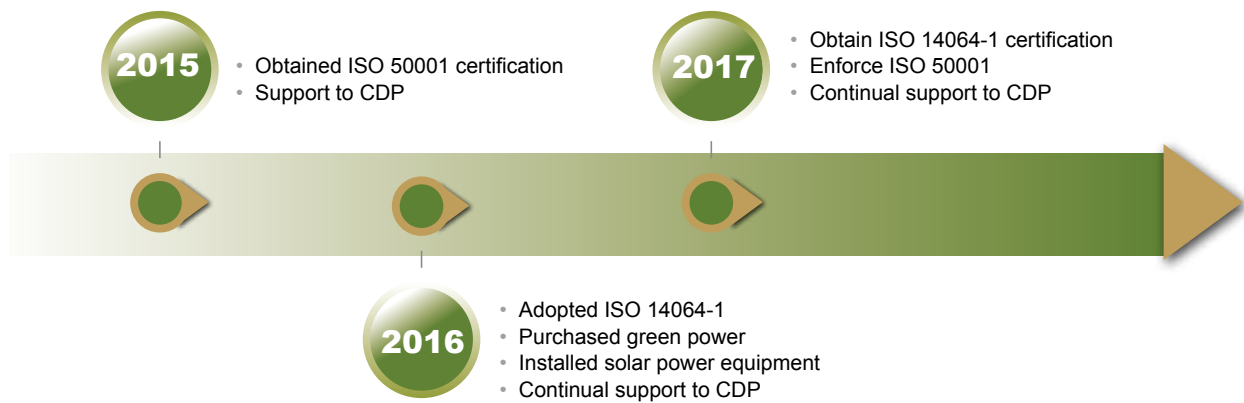 2015
• Obtained ISO 50001 certification
• Support to CDP
2017
• Obtain ISO 14064-1 certification
• Enforce ISO 50001
• Continual support to CDP
2016
• Adopted ISO 14064-1
• Purchased green power
• Installed solar power equipment
• Continual support to CDP